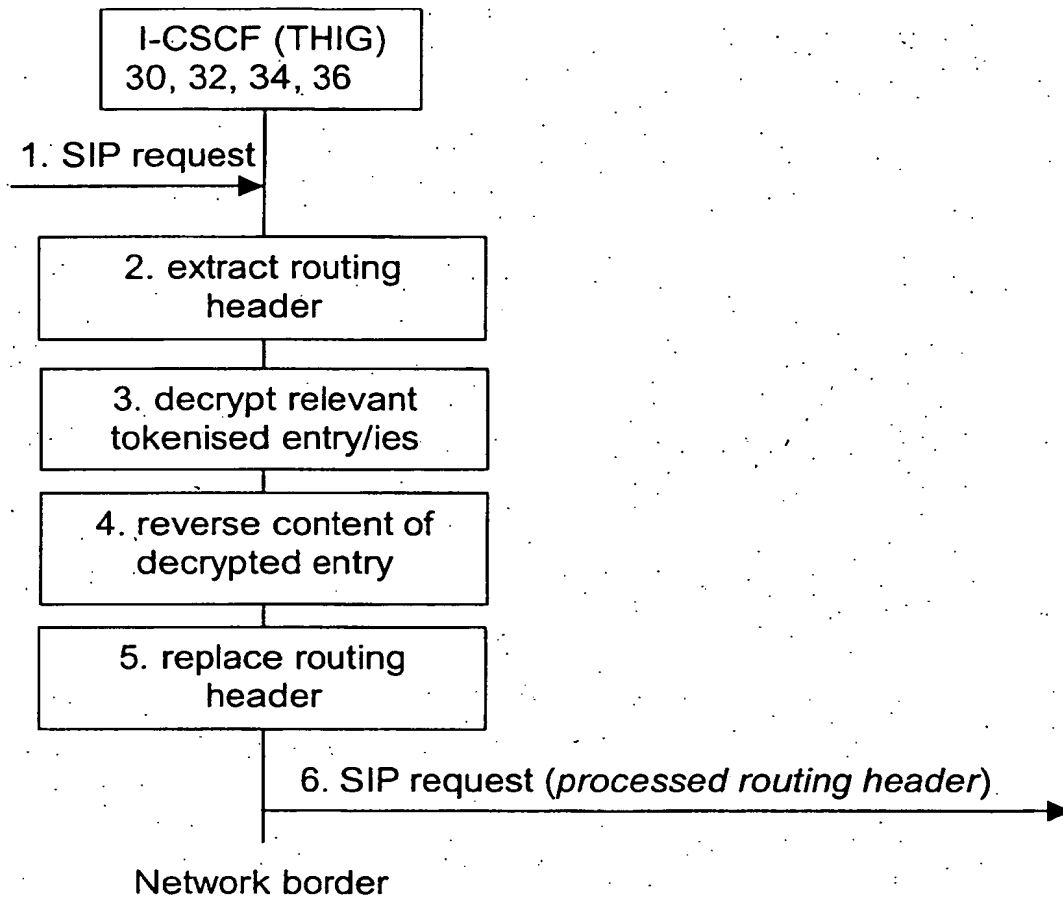 I-CSCF (THIG)
30, 32, 34, 36
1. SIP request
2. extract routing
header
3. decrypt relevant
tokenised entry/ies
4. reverse content of
decrypted entry
5. replace routing
header
6. SIP request (processed routing header)
Network border